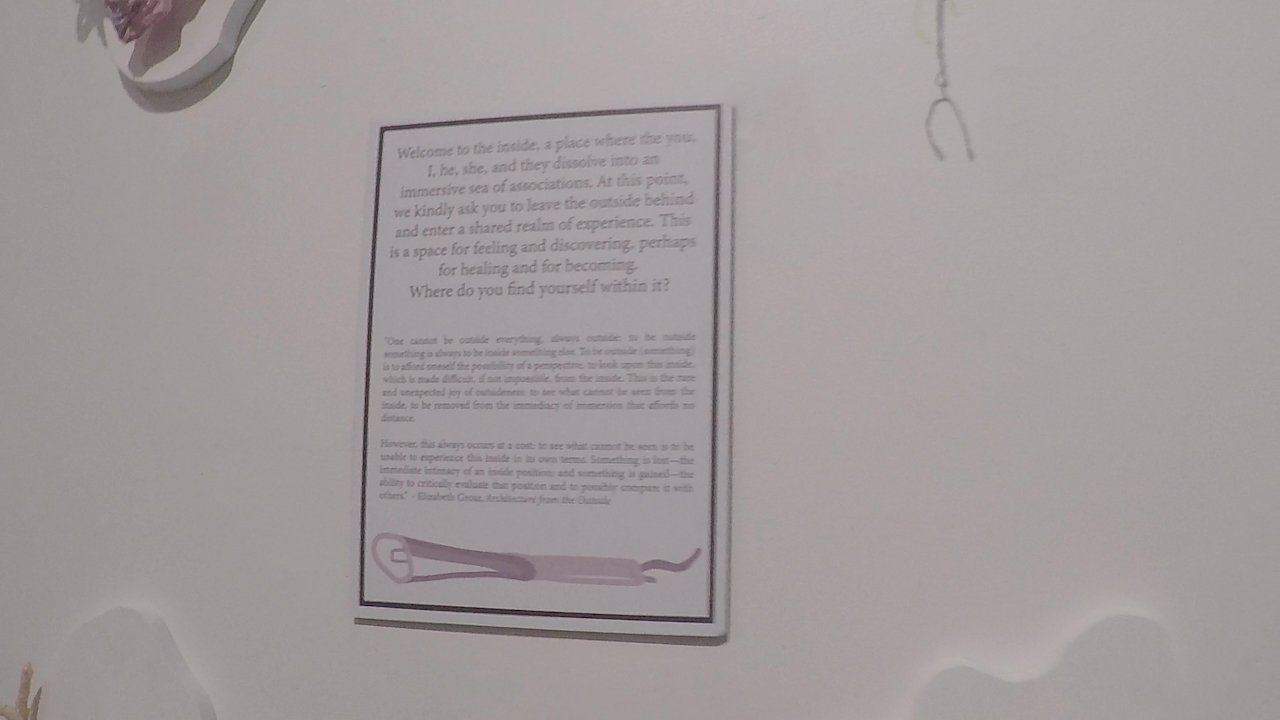 Welcome to the inside, a place where the you,
I, he, she, and they dissolve into an
immersive sea of associations. At this point,
we kindly ask you to leave the outside behind
and enter a shared realm of experience. This
is a space for feeling and discovering, perhaps
for healing and for becoming.
Where do you find yourself within it?
"One cannot be outside everything, always outside: to be outside
something is always to be inside something else. To be outside (something)
is to afford oneself the possibility of a perspective, to look upon this inside,
which is made difficult, if not impossible, from the inside. This is the rare
and unexpected joy of outsideness: to see what cannot be seen from the
inside, to be removed from the immediacy of immersion that affords no
distance.
However, this always occurs at a cost: to see what cannot be seen is to be
unable to experience this inside in its own terms. Something is lost—the
immediate intimacy of an inside position; and something is gained—the
ability to critically evaluate that position and to possibly compare it with
others." - Elizabeth Grosz, Architecture from the Outside